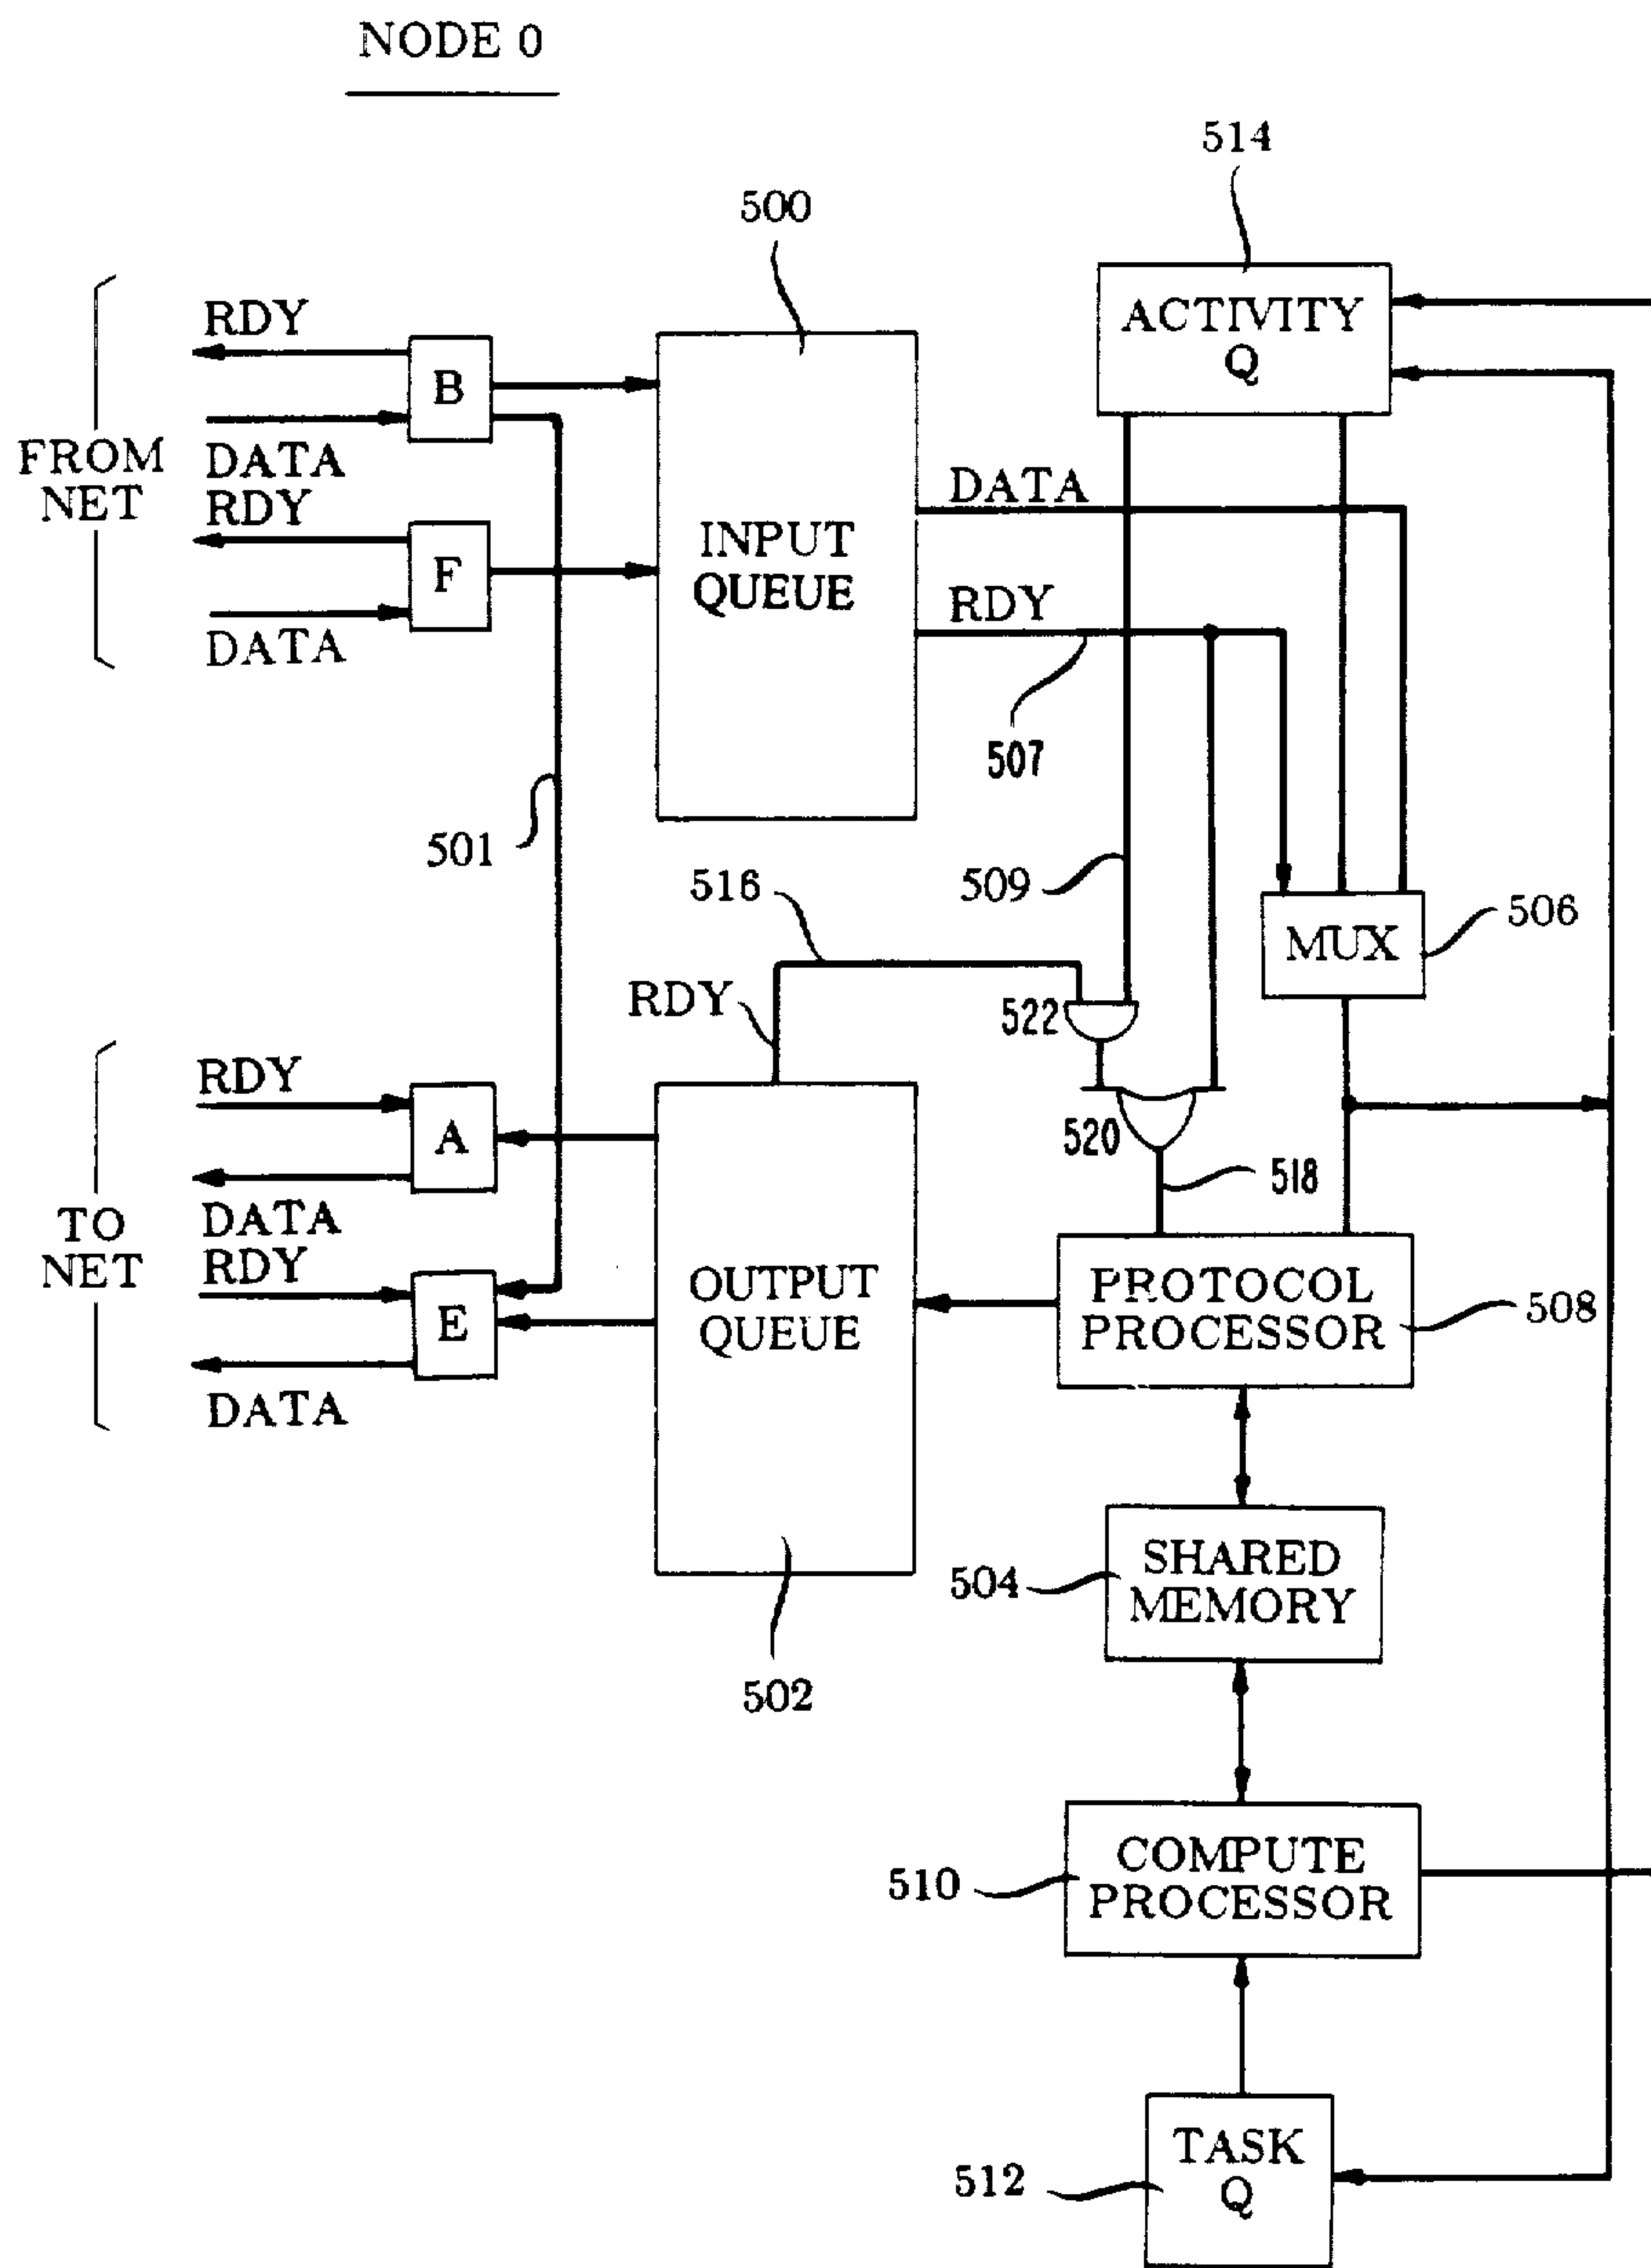 NODE 0
514
500
RDY
B
ACTIVITY
Q
FROM
NET
DATA
RDY
DATA
F
INPUT
QUEUE
RDY
DATA
507
501
509
516
506
MUX
RDY
522
RDY
A
520
518
TO
NET
DATA
RDY
OUTPUT
QUEUE
PROTOCOL
PROCESSOR
508
E
DATA
SHARED
MEMORY
504
502
COMPUTE
PROCESSOR
510
TASK
Q
512